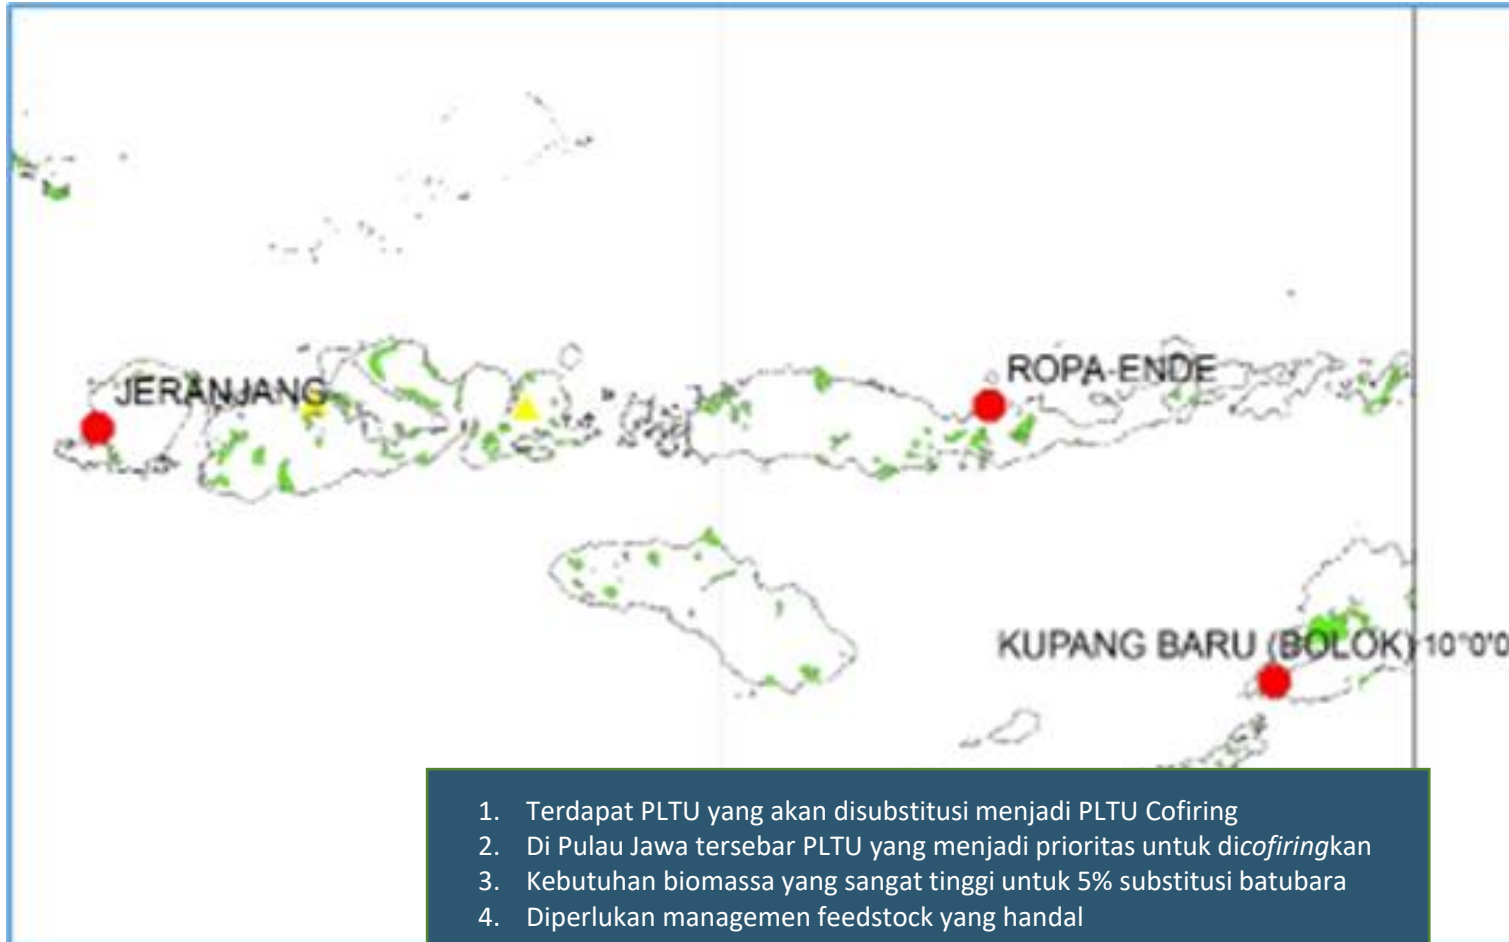 ROPA-ENDE
JERANJANG
KUPANG BARU (BOLOK) 10°0'0
1. Terdapat PLTU yang akan disubstitusi menjadi PLTU Cofiring
2. Di Pulau Jawa tersebar PLTU yang menjadi prioritas untuk dicofiringkan
3. Kebutuhan biomassa yang sangat tinggi untuk 5% substitusi batubara
4. Diperlukan managemen feedstock yang handal